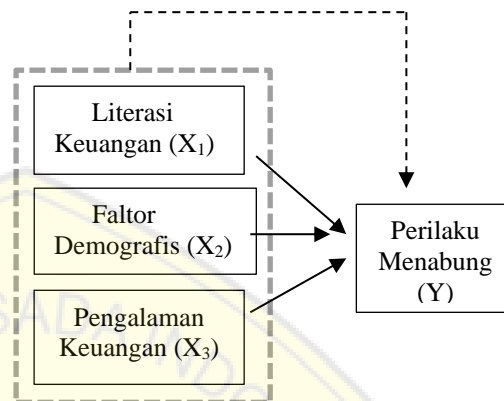 Literasi
Keuangan (X₁)
Faltor
Demografis (X₂)
Pengalaman
Keuangan (X₃)
Perilaku
Menabung
(Y)